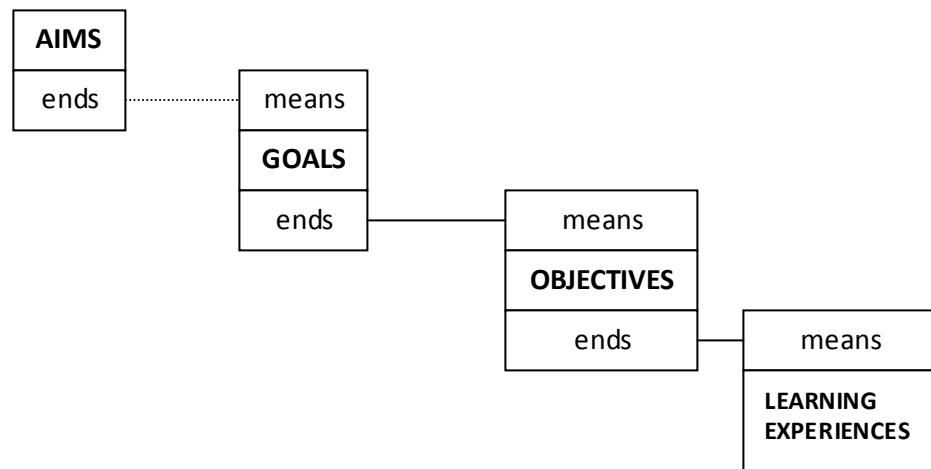 AIMS
ends
means
GOALS
ends
means
OBJECTIVES
ends
means
LEARNING
EXPERIENCES